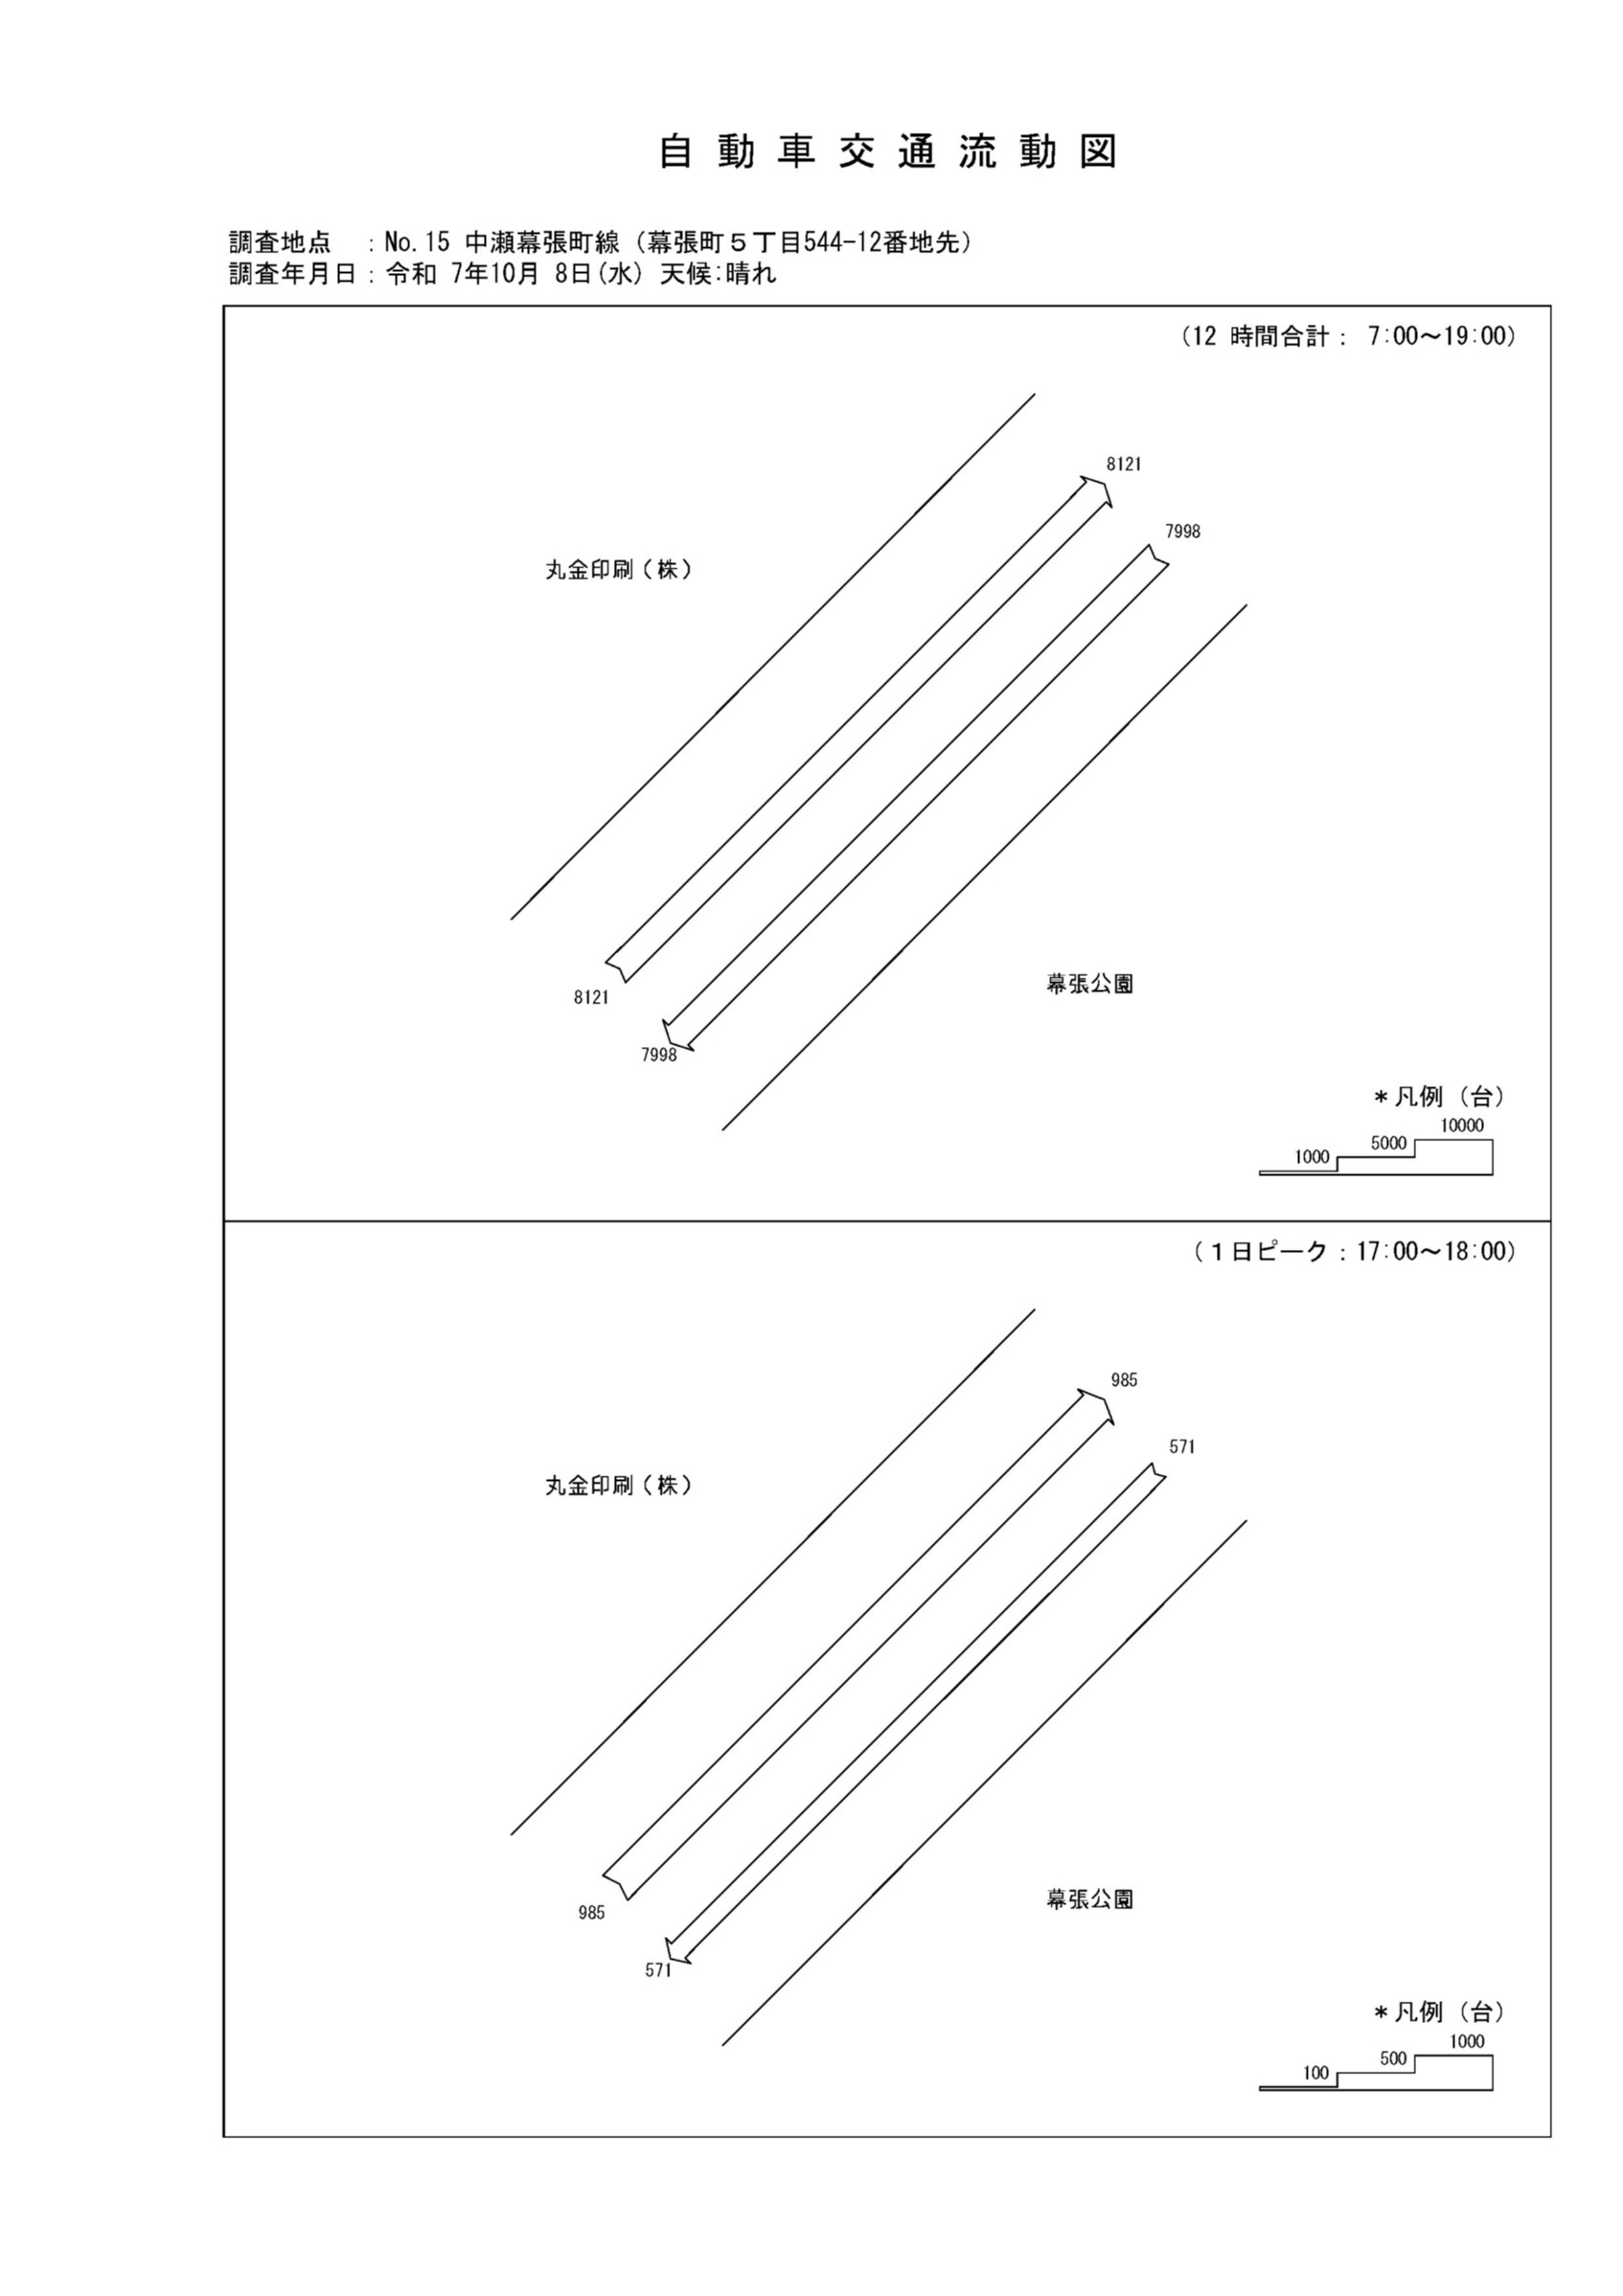 自動車交通流動図
調査地点 : No.15 中瀬幕張町線 (幕張町5丁目544-12番地先)
調査年月日 : 令和 7年10月 8日(水) 天候:晴れ
(12 時間合計 : 7:00〜19:00)
8121
7998
丸金印刷(株)
幕張公園
8121
7998
*凡例 (台)
10000
5000
1000
(1日ピーク : 17:00〜18:00)
985
571
丸金印刷(株)
幕張公園
985
571
*凡例 (台)
1000
500
100